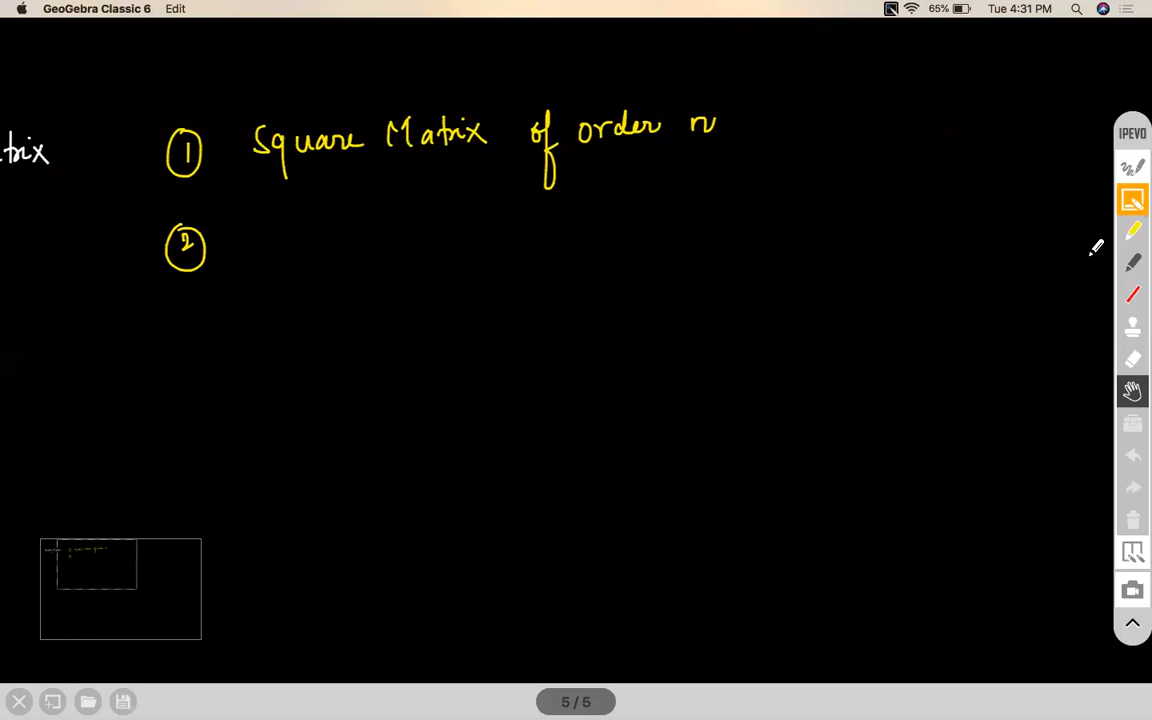 GeoGebra Classic 6 Edit 65% Tue 4:31 PM
IPEVO
① Square Matrix of order n
trix
②
5 / 5